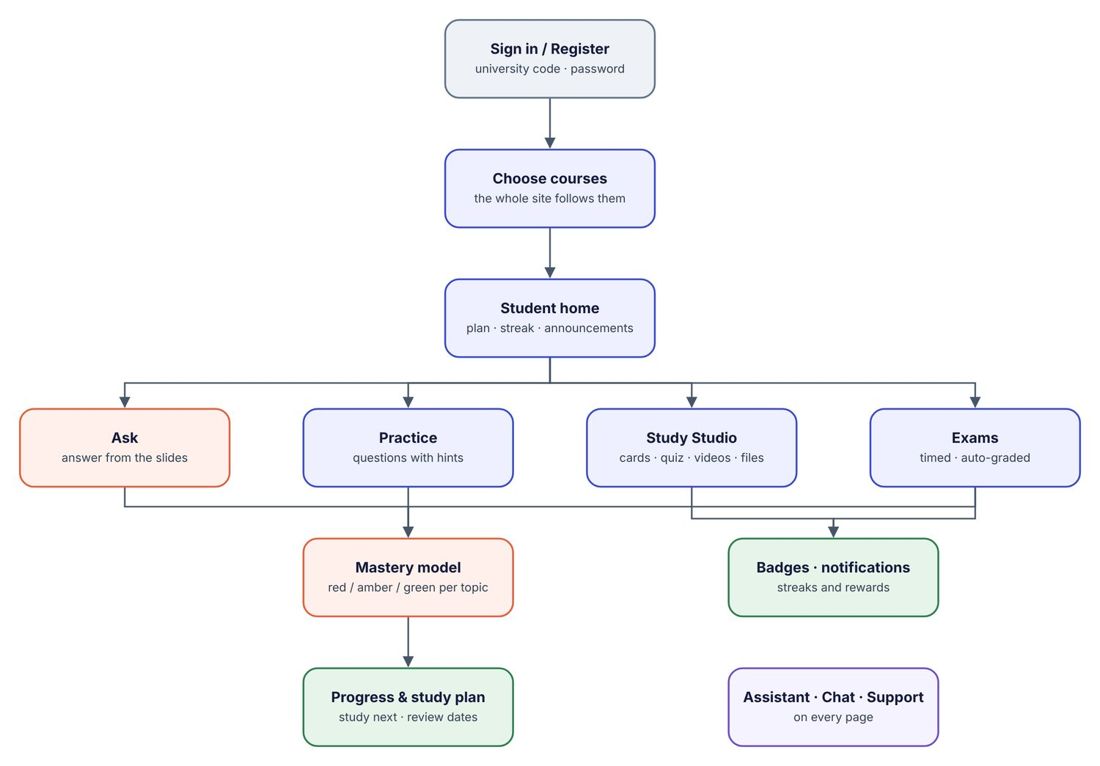 Sign in / Register
university code · password
Choose courses
the whole site follows them
Student home
plan · streak · announcements
Ask
answer from the slides
Practice
questions with hints
Study Studio
cards · quiz · videos · files
Exams
timed · auto-graded
Mastery model
red / amber / green per topic
Badges · notifications
streaks and rewards
Progress & study plan
study next · review dates
Assistant · Chat · Support
on every page